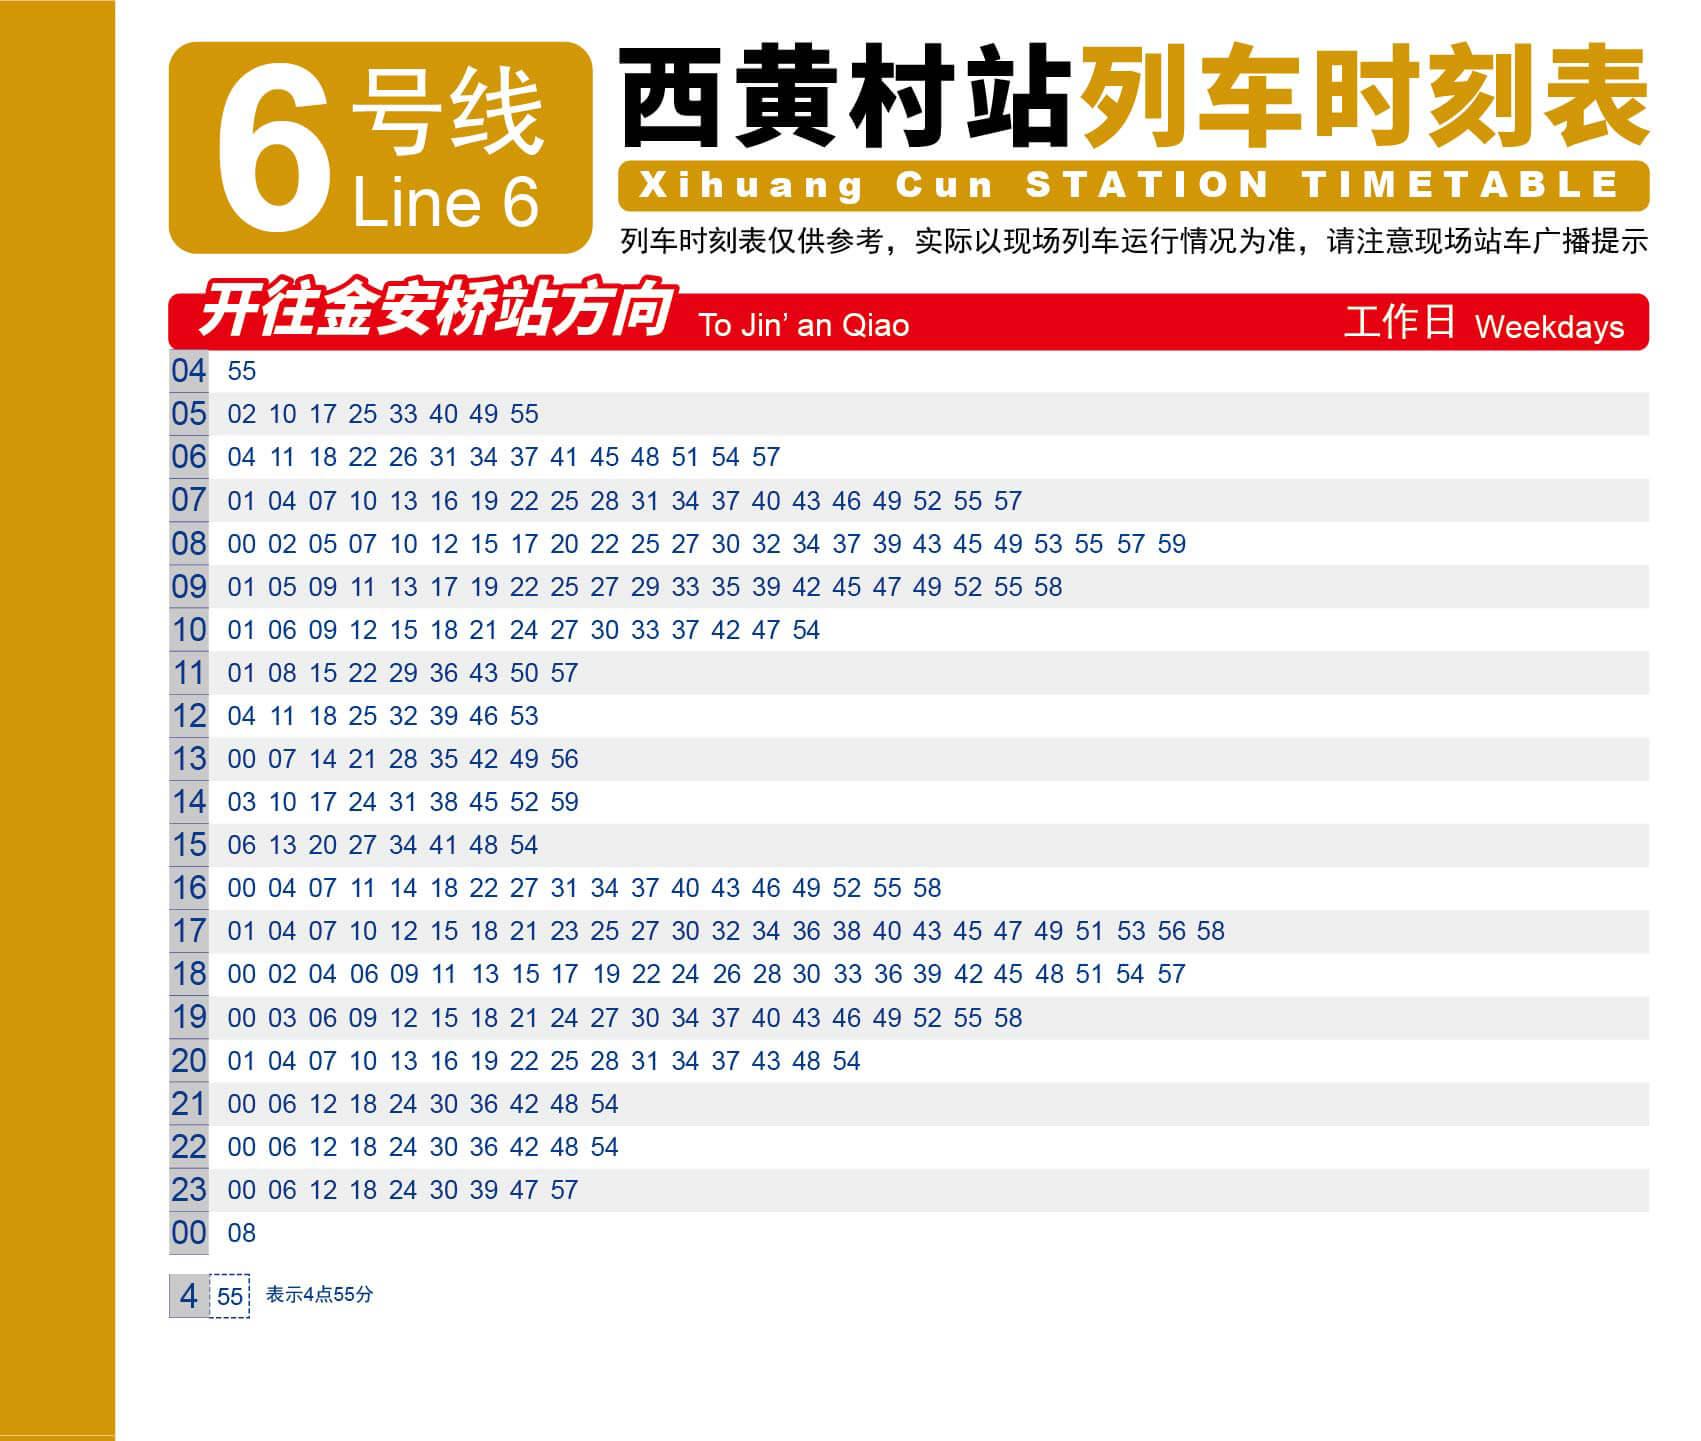 6号线
Line 6
西黄村站列车时刻表
Xihuang Cun STATION TIMETABLE
列车时刻表仅供参考，实际以现场列车运行情况为准，请注意现场站车广播提示
开往金安桥站方向 To Jin’ an Qiao 工作日 Weekdays
04 55
05 02 10 17 25 33 40 49 55
06 04 11 18 22 26 31 34 37 41 45 48 51 54 57
07 01 04 07 10 13 16 19 22 25 28 31 34 37 40 43 46 49 52 55 57
08 00 02 05 07 10 12 15 17 20 22 25 27 30 32 34 37 39 43 45 49 53 55 57 59
09 01 05 09 11 13 17 19 22 25 27 29 33 35 39 42 45 47 49 52 55 58
10 01 06 09 12 15 18 21 24 27 30 33 37 42 47 54
11 01 08 15 22 29 36 43 50 57
12 04 11 18 25 32 39 46 53
13 00 07 14 21 28 35 42 49 56
14 03 10 17 24 31 38 45 52 59
15 06 13 20 27 34 41 48 54
16 00 04 07 11 14 18 22 27 31 34 37 40 43 46 49 52 55 58
17 01 04 07 10 12 15 18 21 23 25 27 30 32 34 36 38 40 43 45 47 49 51 53 56 58
18 00 02 04 06 09 11 13 15 17 19 22 24 26 28 30 33 36 39 42 45 48 51 54 57
19 00 03 06 09 12 15 18 21 24 27 30 34 37 40 43 46 49 52 55 58
20 01 04 07 10 13 16 19 22 25 28 31 34 37 43 48 54
21 00 06 12 18 24 30 36 42 48 54
22 00 06 12 18 24 30 36 42 48 54
23 00 06 12 18 24 30 39 47 57
00 08
4 55 表示4点55分